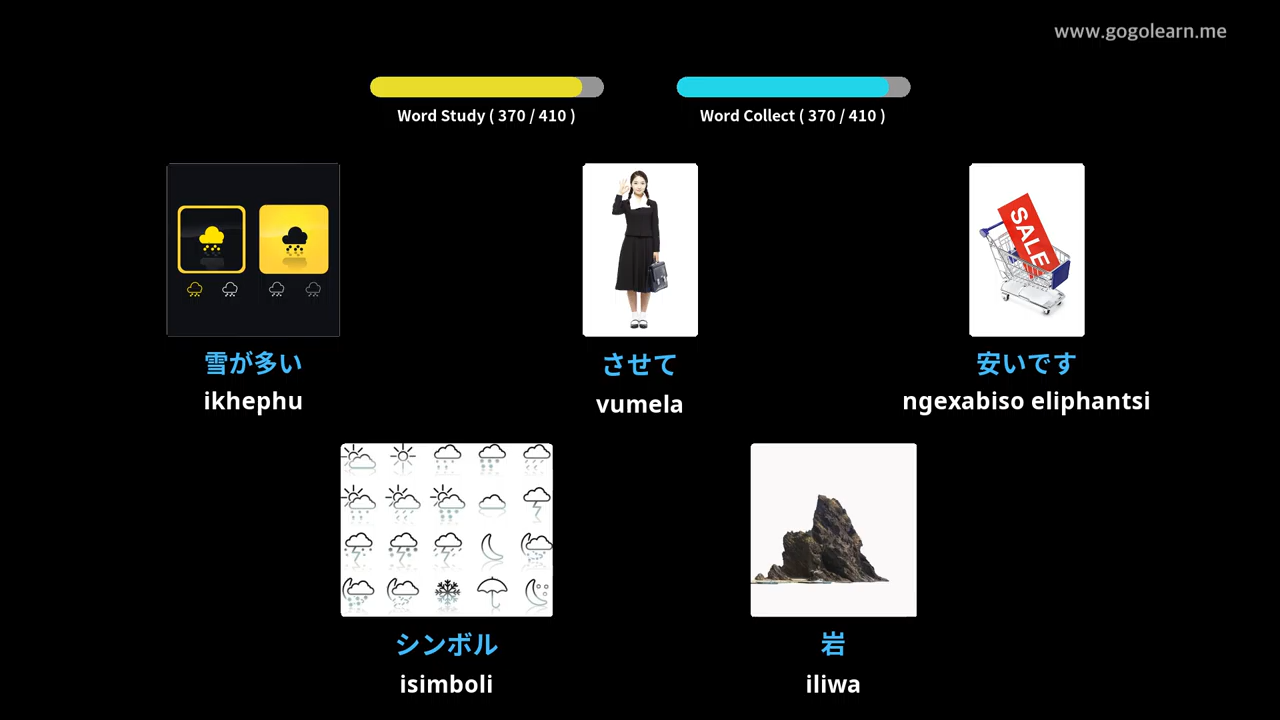 www.gogolearn.me
Word Study ( 370 / 410 )
Word Collect ( 370 / 410 )
SALE
雪が多い
させて
安いです
ikhephu
vumela
ngexabiso eliphantsi
シンボル
岩
isimboli
iliwa